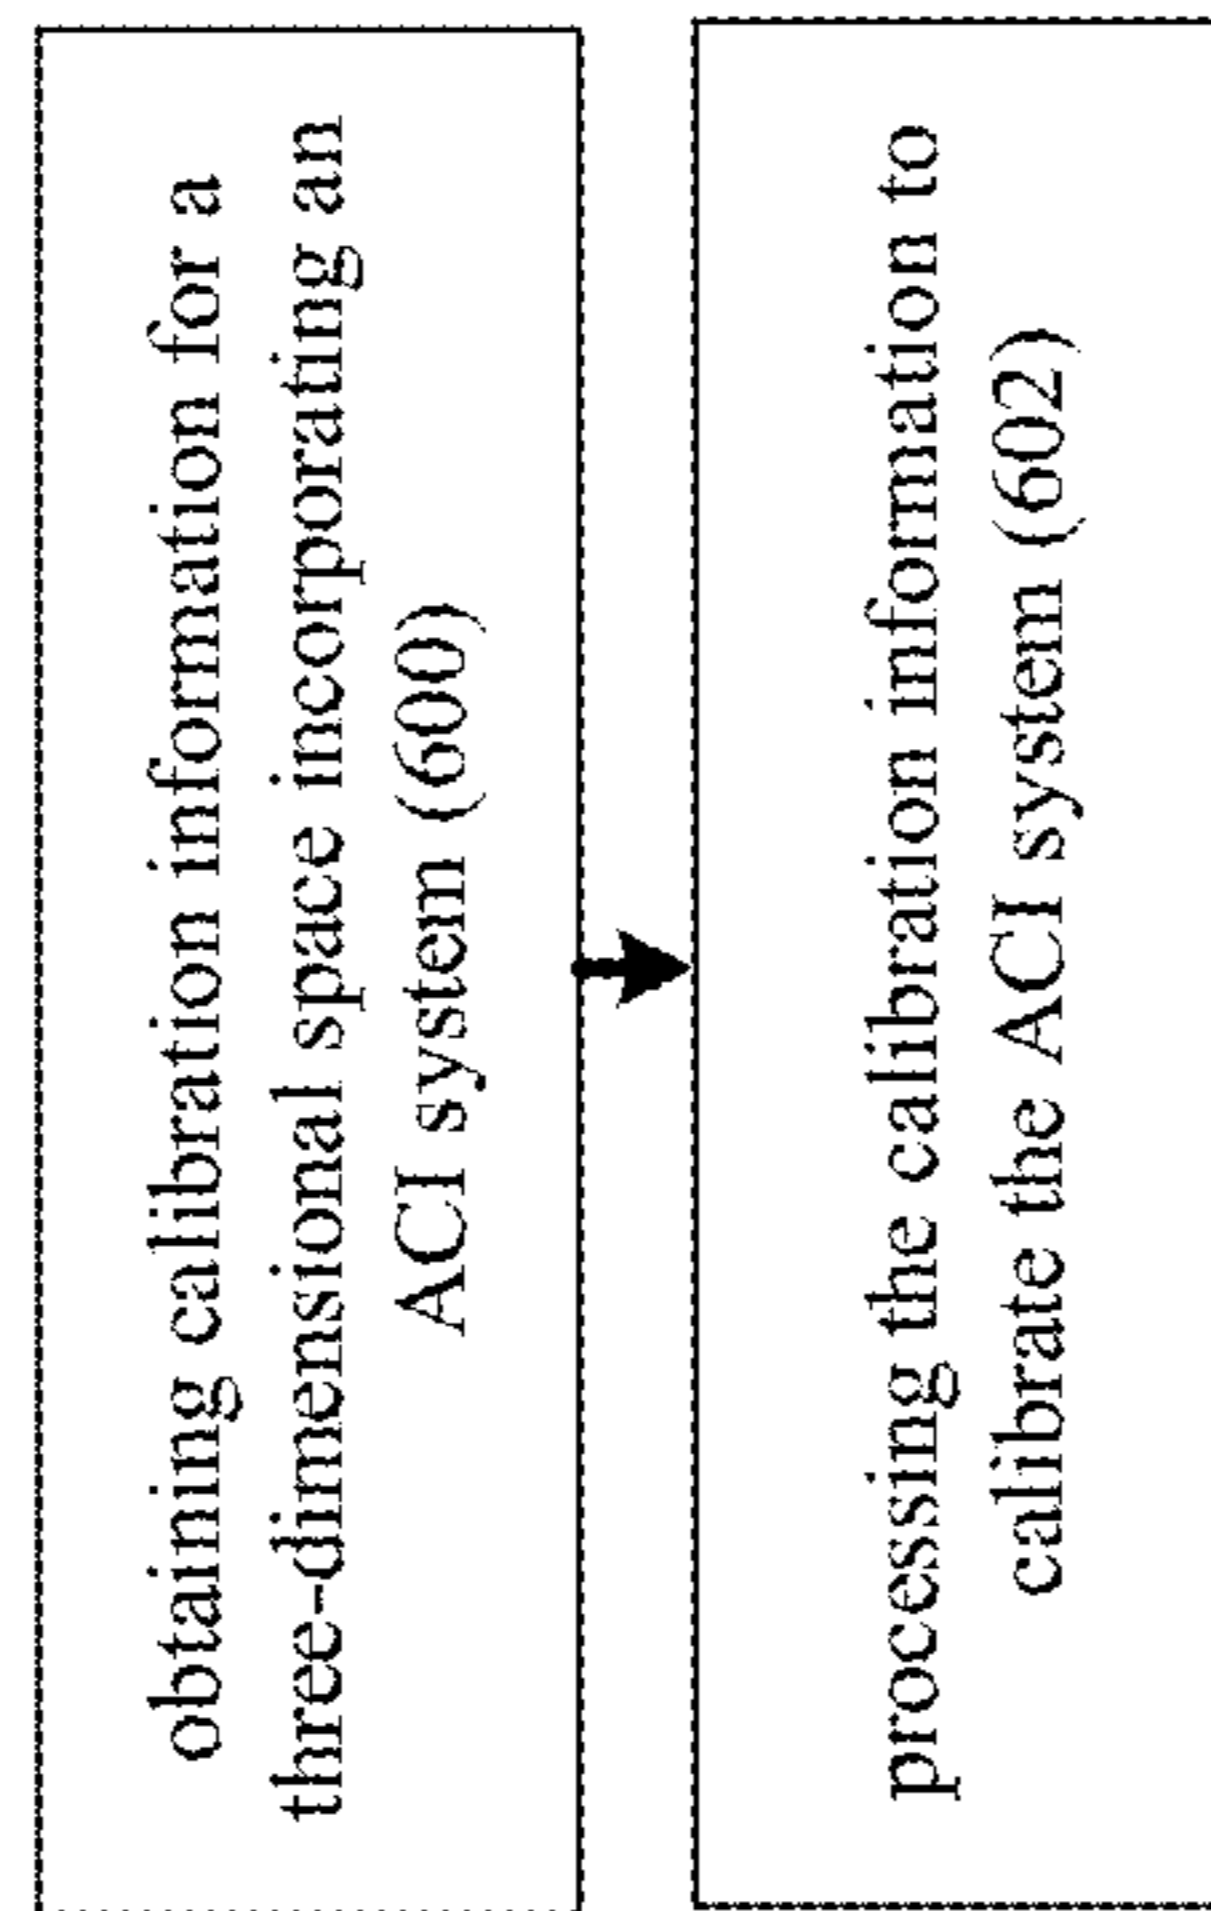 obtaining calibration information for a
three-dimensional space incorporating an
ACI system (600)
processing the calibration information to
calibrate the ACI system (602)